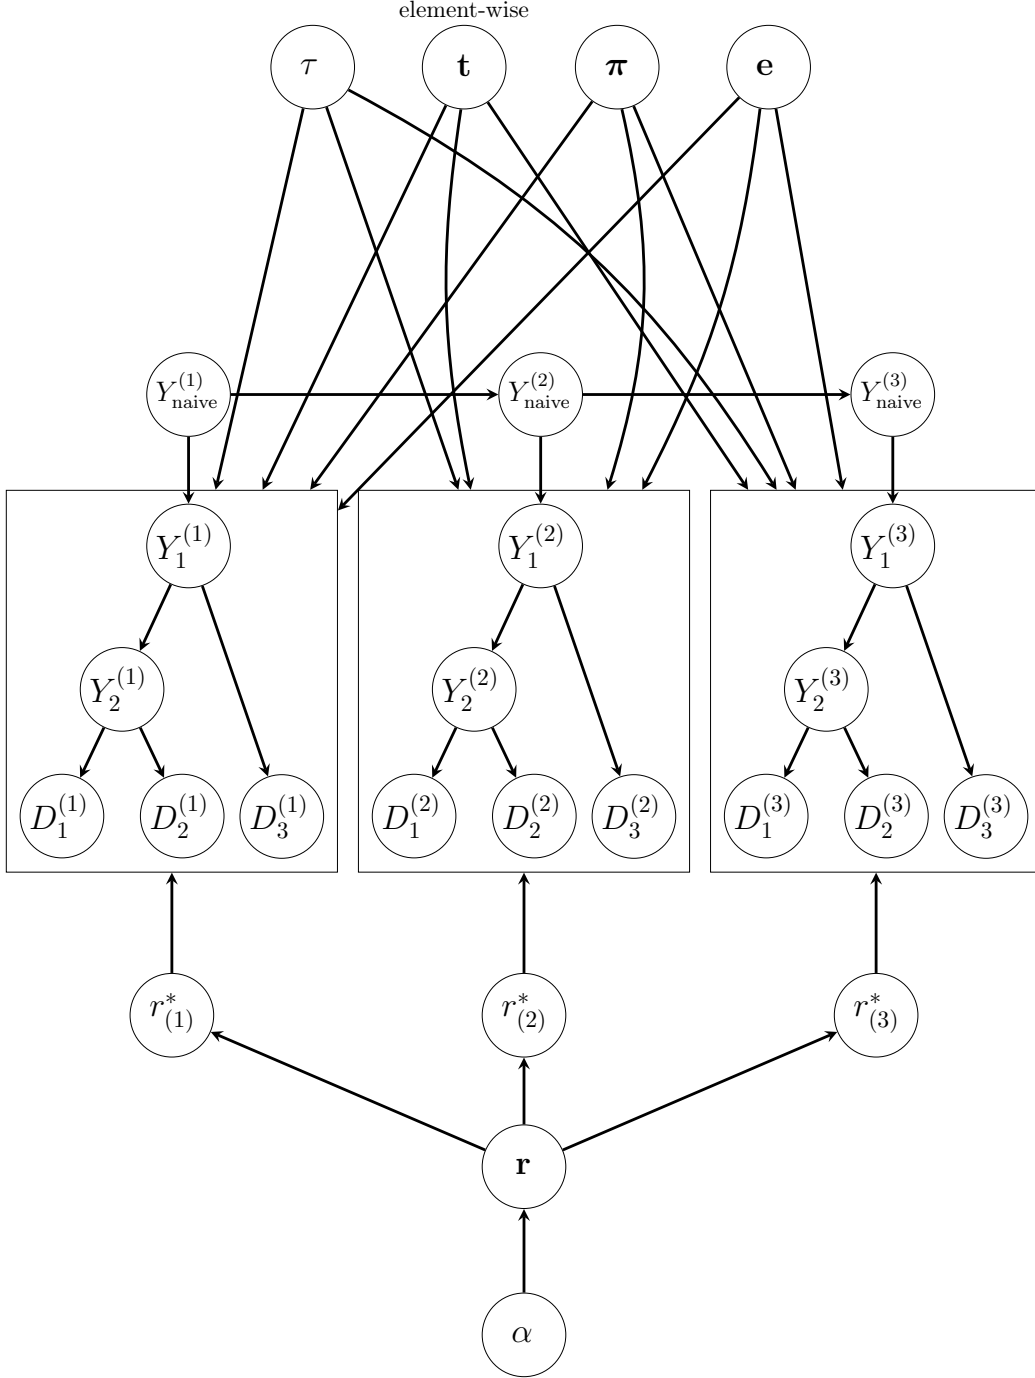 element-wise
τ t π e
Y_naive^(1) Y_naive^(2) Y_naive^(3)
Y_1^(1) Y_1^(2) Y_1^(3)
Y_2^(1) Y_2^(2) Y_2^(3)
D_1^(1) D_2^(1) D_3^(1) D_1^(2) D_2^(2) D_3^(2) D_1^(3) D_2^(3) D_3^(3)
r*_(1) r*_(2) r*_(3)
r
α